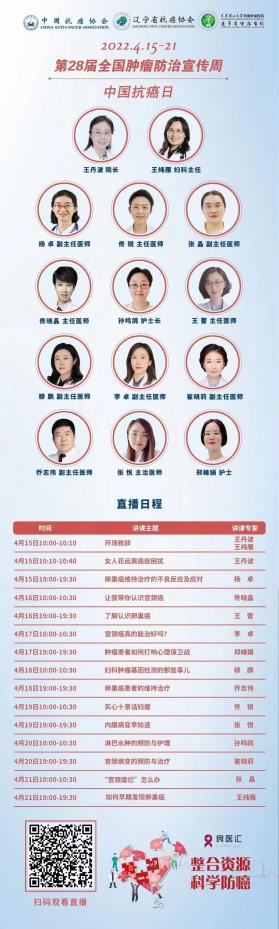 中国抗癌协会
CHINA ANTI-CANCER ASSOCIATION
辽宁省抗癌协会
LIAONING ANTI-CANCER ASSOCIATION
辽宁省肿瘤医院
2022.4.15-21
第28届全国肿瘤防治宣传周
中国抗癌日
王丹波 院长
王纯雁 妇科主任
杨 卓 副主任医师
佟 锐 主任医师
张 晶 副主任医师
佟晓晶 主任医师
孙鸣鸽 护士长
王 蕾 主任医师
穆 鹏 副主任医师
李 卓 副主任医师
崔晓莉 副主任医师
乔志伟 副主任医师
张 悦 主治医师
郑峰嫡 护士
直播日程
时间 讲课主题 讲课专家
4月15日10:00-10:10 开场致辞 王丹波 王纯雁
4月15日10:10-10:40 女人花远离癌症困扰 王丹波
4月15日19:00-19:30 卵巢癌维持治疗的不良反应及应对 杨 卓
4月16日10:00-10:30 让我带你认识宫颈癌 佟晓晶
4月16日19:00-19:30 了解认识卵巢癌 王 蕾
4月17日10:00-10:30 宫颈癌真的能治好吗? 李 卓
4月17日19:00-19:30 肿瘤患者如何打响心理保卫战
4月18日10:00-10:30 妇科肿瘤基因检测的那些事儿 穆 鹏
4月18日19:00-19:30 卵巢癌患者的维持治疗 乔志伟
4月19日10:00-10:30 实心十意话妇瘤 佟 锐
4月19日19:00-19:30 内膜病变早知道 张 悦
4月20日10:00-10:30 淋巴水肿的预防与护理 孙鸣鸽
4月20日19:00-19:30 宫颈病变的预防与治疗 崔晓莉
4月21日10:00-10:30 “宫颈糜烂”怎么办 张 晶
4月21日19:00-19:30 如何早期发现卵巢癌 王纯雁
扫码观看直播
民医汇
整合资源
科学防癌